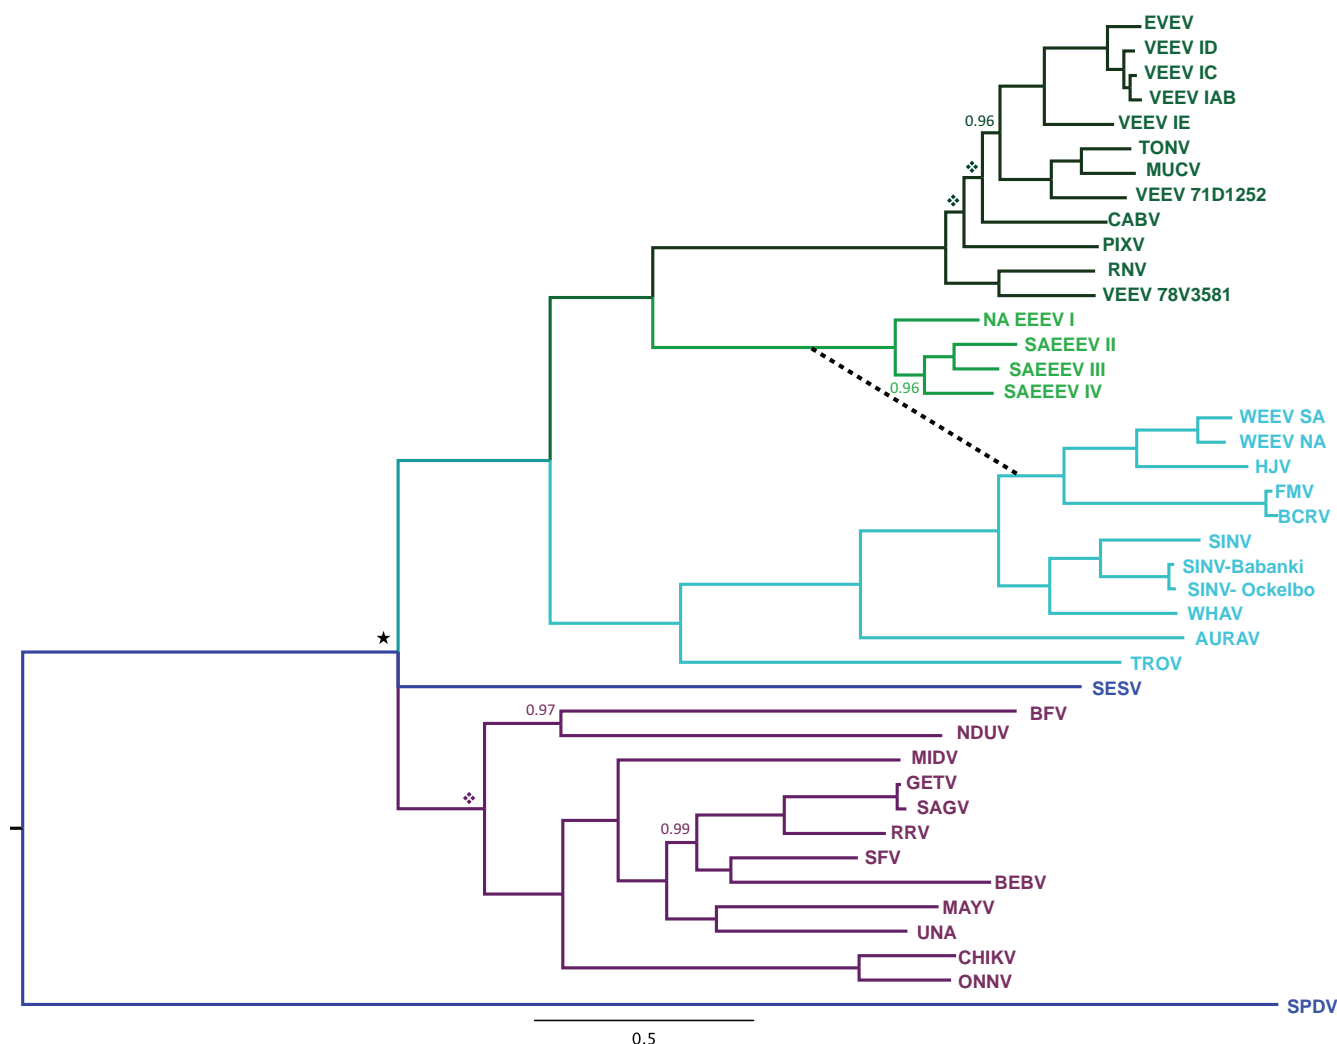 EVEV
VEEV ID
VEEV IC
VEEV IAB
0.96
VEEV IE
TONV
MUCV
VEEV 71D1252
CABV
PIXV
RNV
VEEV 78V3581
NA EEEV I
SAEEEV II
SAEEEV III
0.96
SAEEEV IV
WEEV SA
WEEV NA
HJV
FMV
BCRV
SINV
SINV-Babanki
SINV- Ockelbo
WHAV
AURAV
TROV
SESV
0.97
BFV
NDUV
MIDV
GETV
SAGV
0.99
RRV
SFV
BEBV
MAYV
UNA
CHIKV
ONNV
SPDV
0.5